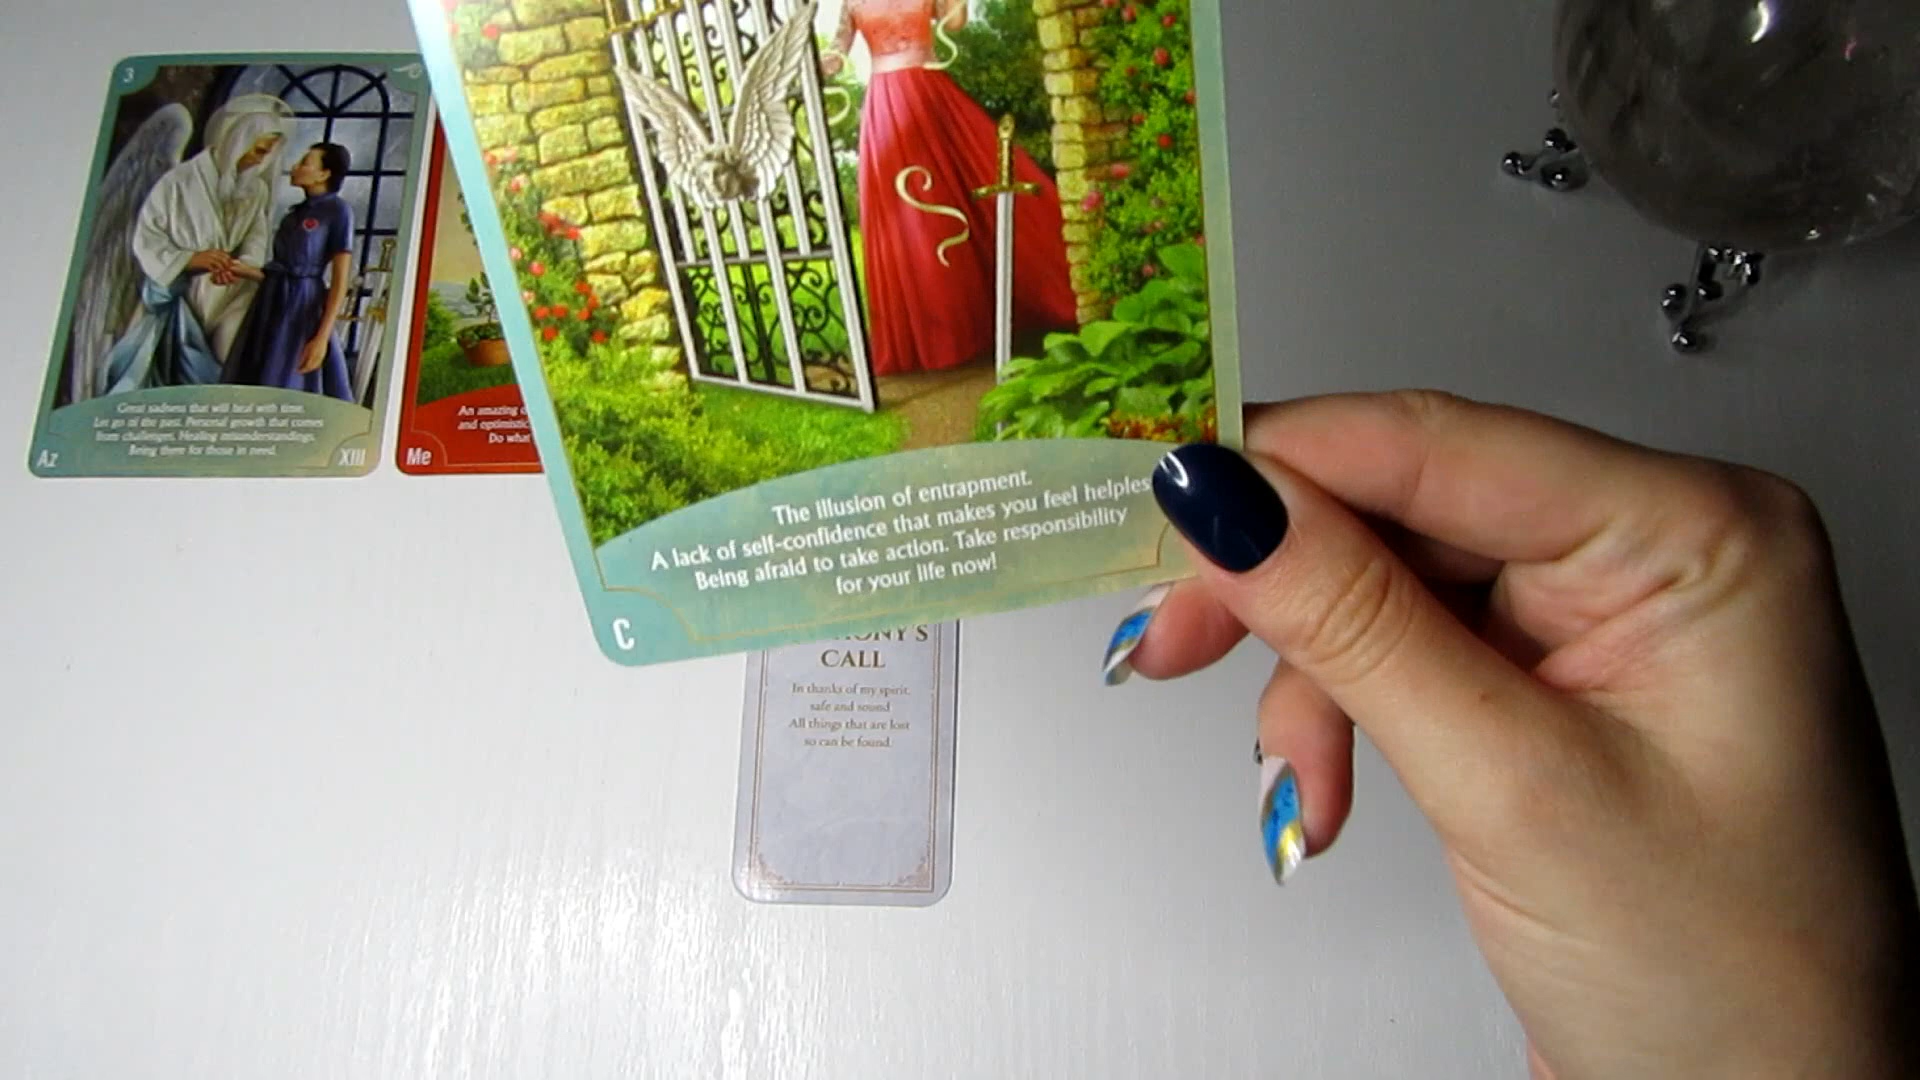 3
Great sadness that will heal with time.
Let go of the past. Personal growth that comes
from challenges. Healing misunderstandings.
Being there for those in need.
Az
XIII
An amazing
and optimistic
Do what
Me
The illusion of entrapment.
A lack of self-confidence that makes you feel helples
Being afraid to take action. Take responsibility
for your life now!
C
ONY'S
CALL
In thanks of my spirit,
safe and sound
All things that are lost
so can be found.